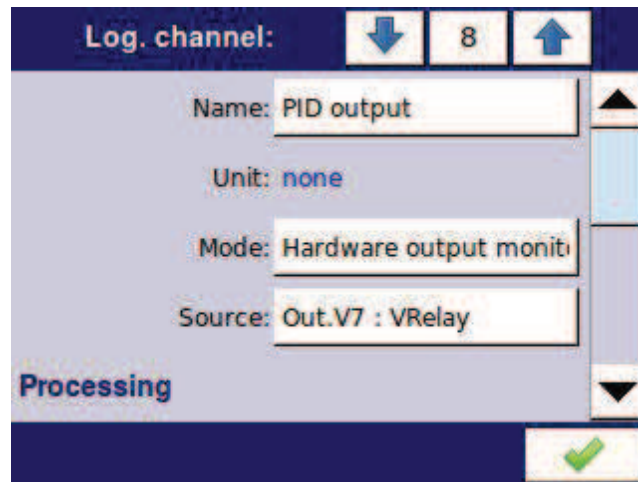 Log. channel: 8
Name: PID output
Unit: none
Mode: Hardware output monit
Source: Out.V7 : VRelay
Processing